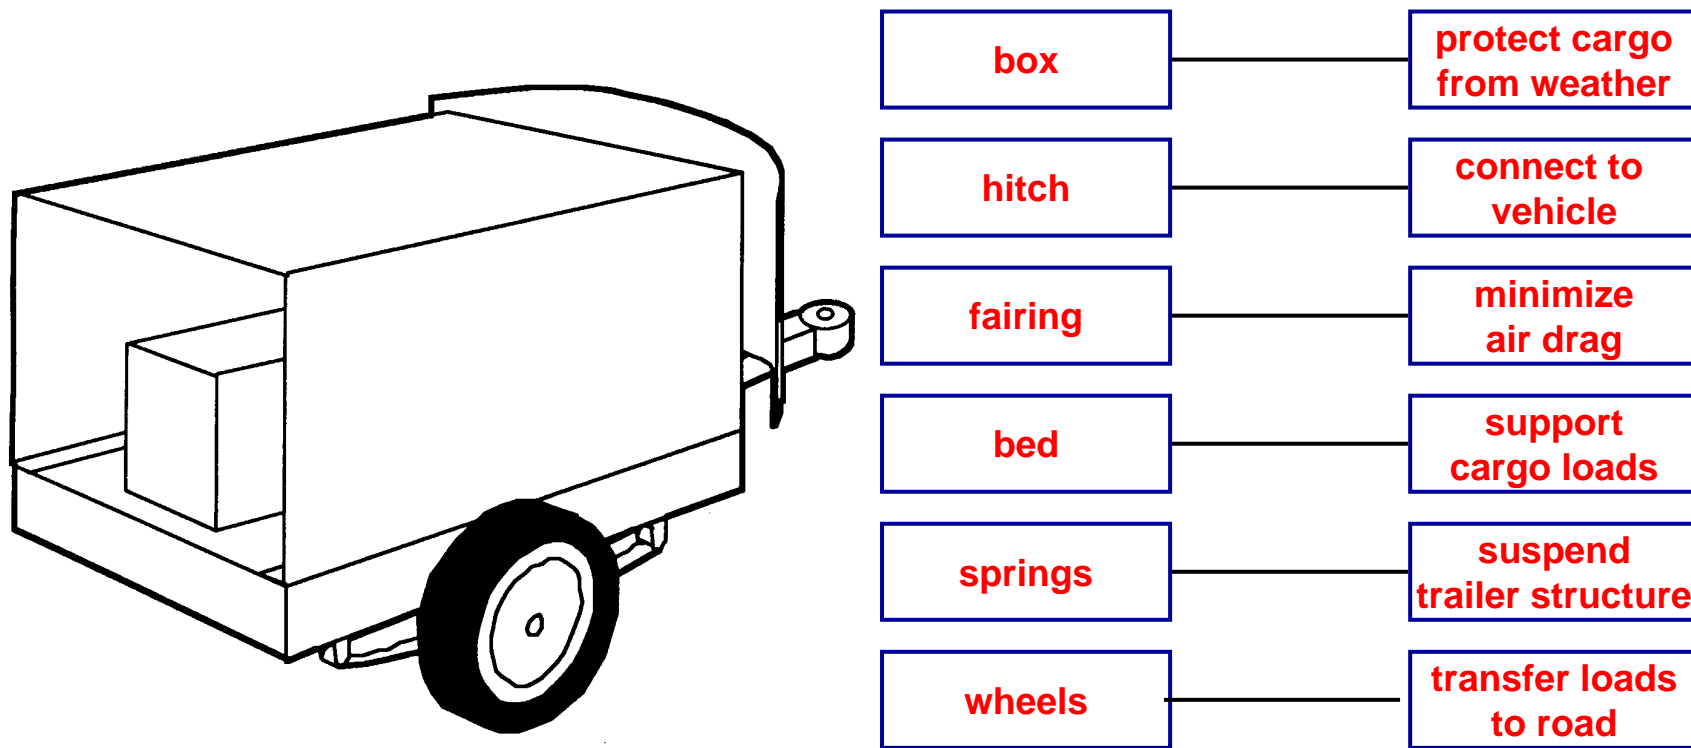 box
protect cargo
from weather
hitch
connect to
vehicle
fairing
minimize
air drag
bed
support
cargo loads
springs
suspend
trailer structure
wheels
transfer loads
to road